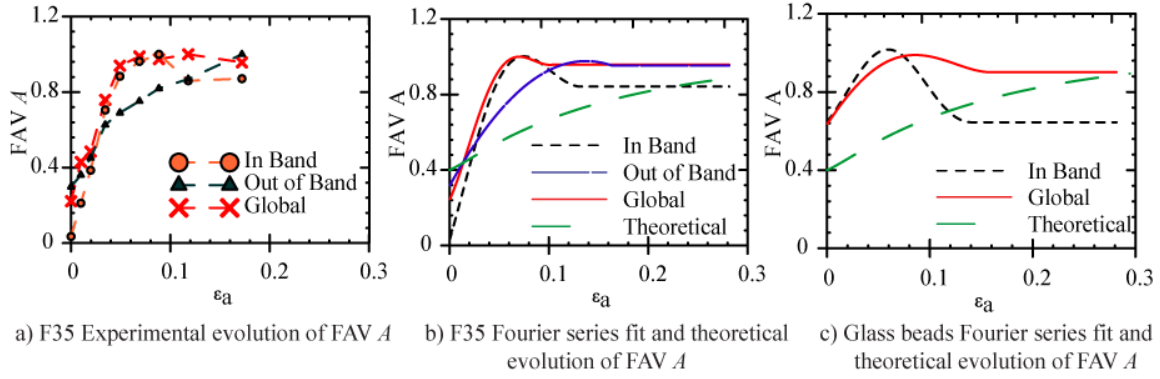 1.2
0.8
0.4
0
FAV A
In Band
Out of Band
Global
0 0.1 0.2 0.3
εa
a) F35 Experimental evolution of FAV A
1.2
0.8
0.4
0
FAV A
In Band
Out of Band
Global
Theoretical
0 0.1 0.2 0.3
εa
b) F35 Fourier series fit and theoretical
evolution of FAV A
1.2
0.8
0.4
0
FAV A
In Band
Global
Theoretical
0 0.1 0.2 0.3
εa
c) Glass beads Fourier series fit and
theoretical evolution of FAV A